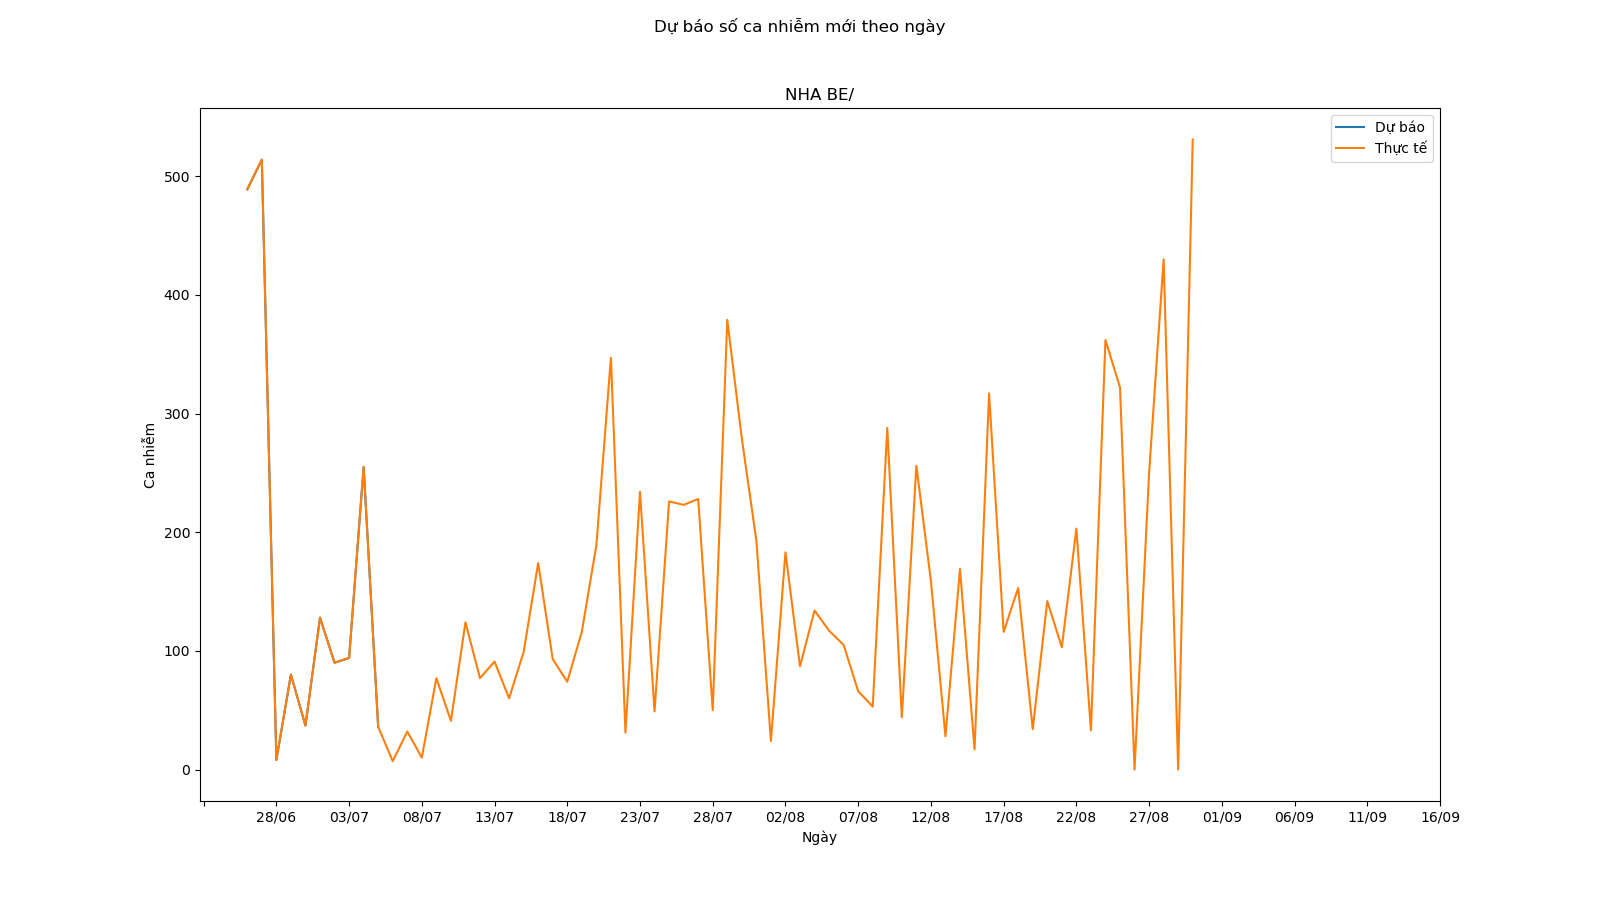 Dự báo số ca nhiễm mới theo ngày
NHA BE/
Dự báo
Thực tế
500
400
300
200
100
0
Ca nhiễm
28/06 03/07 08/07 13/07 18/07 23/07 28/07 02/08 07/08 12/08 17/08 22/08 27/08 01/09 06/09 11/09 16/09
Ngày